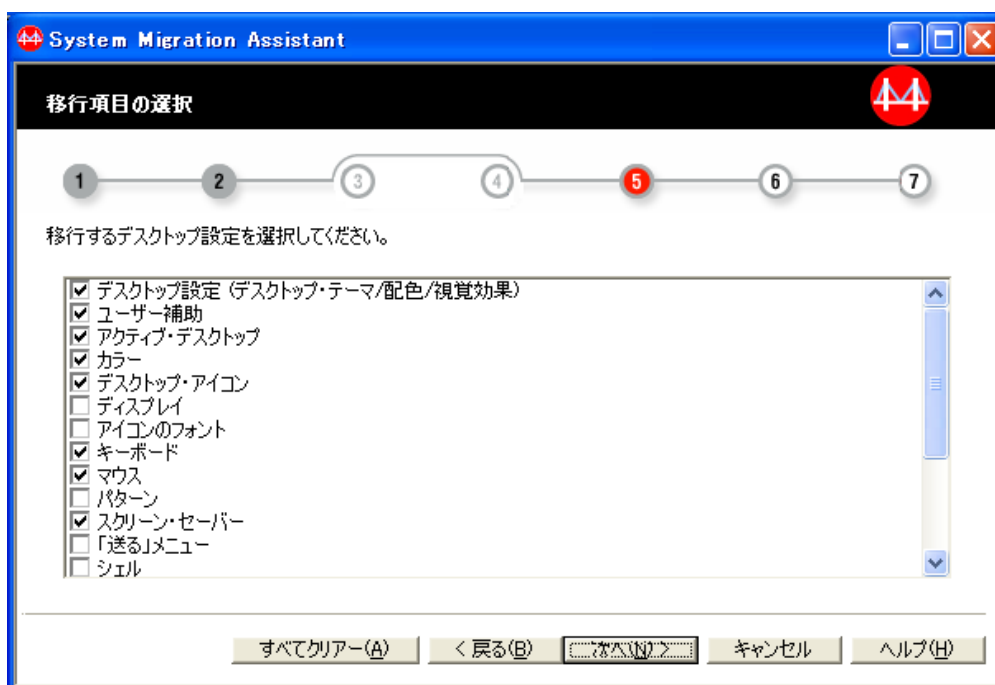 System Migration Assistant
移行項目の選択
1 2 3 4 5 6 7
移行するデスクトップ設定を選択してください。
デスクトップ設定 (デスクトップ・テーマ/配色/視覚効果)
ユーザー補助
アクティブ・デスクトップ
カラー
デスクトップ・アイコン
ディスプレイ
アイコンのフォント
キーボード
マウス
パターン
スクリーン・セーバー
「送る」メニュー
シェル
すべてクリアー(A) < 戻る(B) 次へ(N) > キャンセル ヘルプ(H)